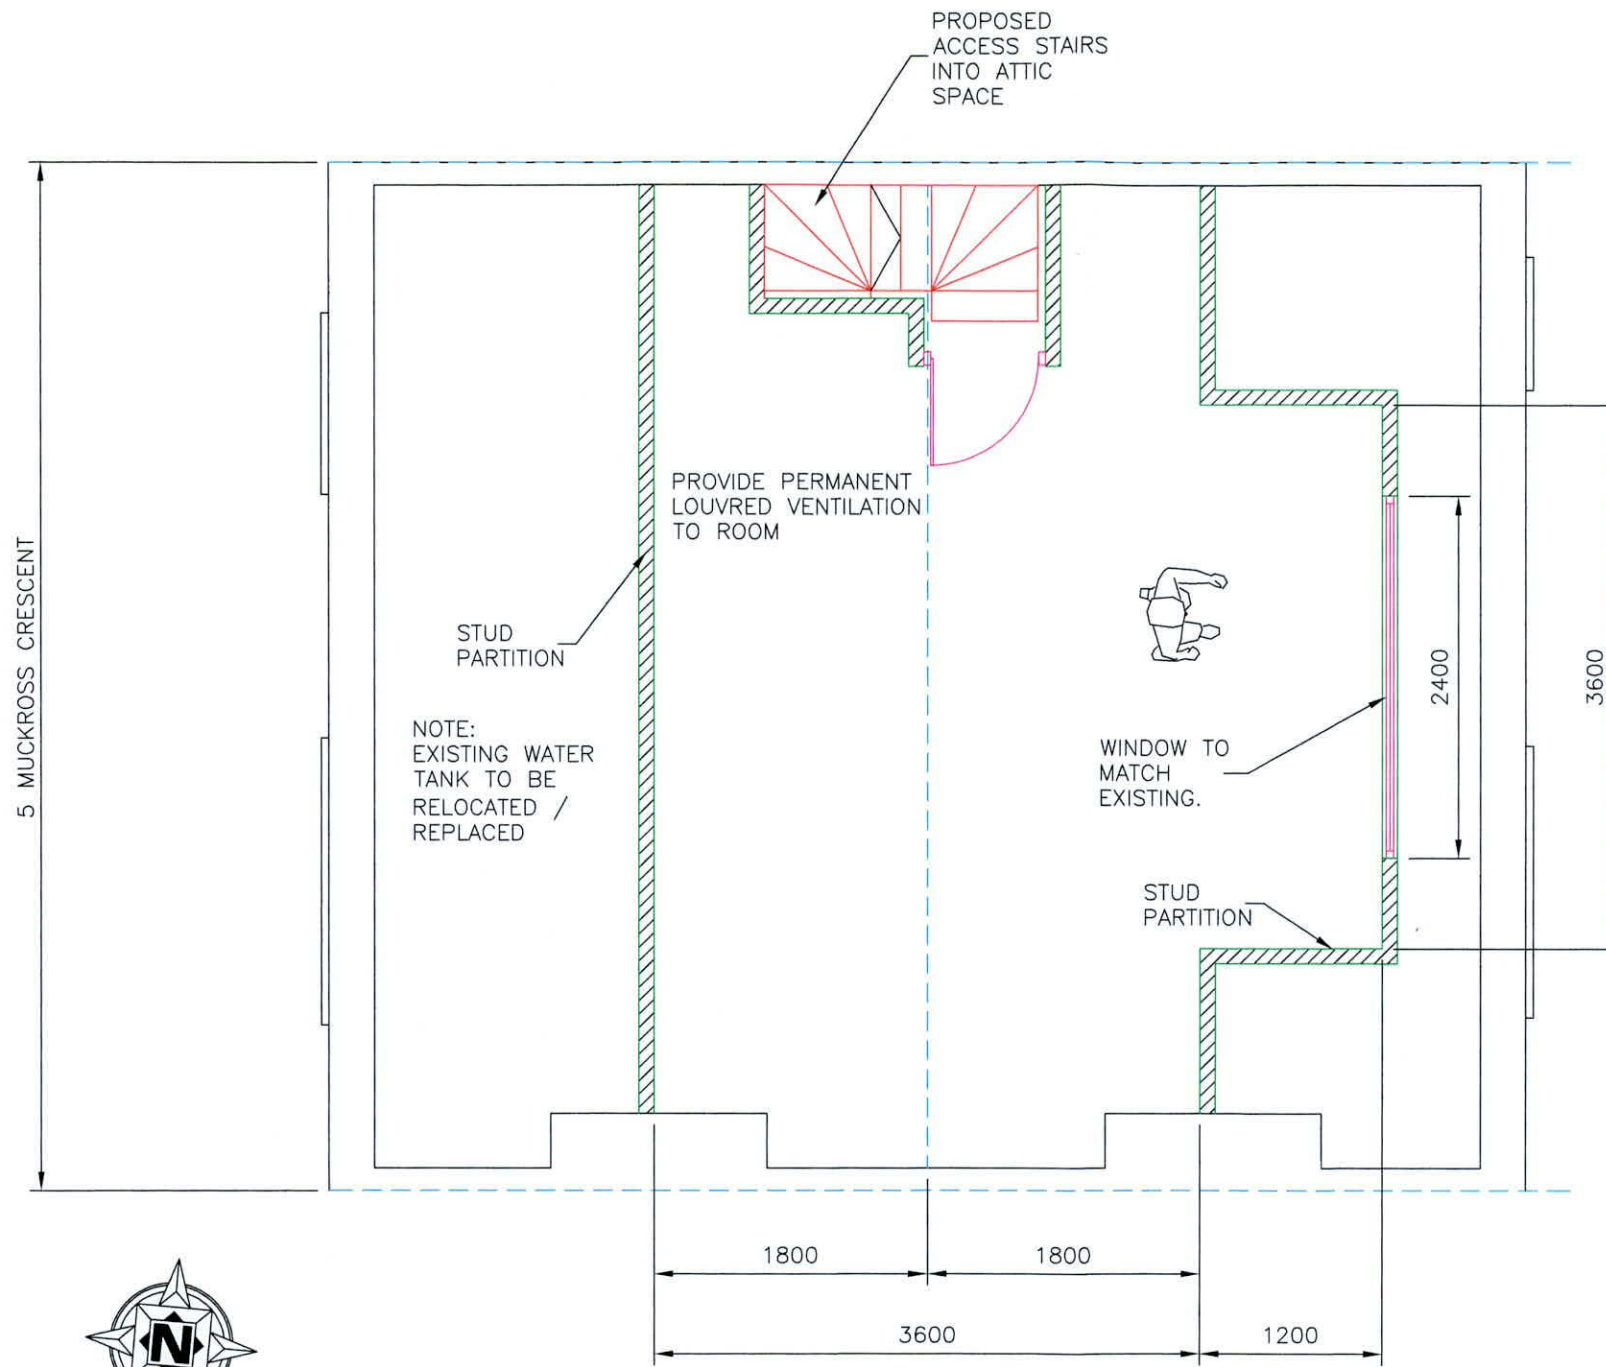 PROPOSED
ACCESS STAIRS
INTO ATTIC
SPACE
5 MUCKROSS CRESCENT
PROVIDE PERMANENT
LOUVRED VENTILATION
TO ROOM
STUD
PARTITION
NOTE:
EXISTING WATER
TANK TO BE
RELOCATED /
REPLACED
WINDOW TO
MATCH
EXISTING.
2400
3600
STUD
PARTITION
1800
1800
3600
1200
N